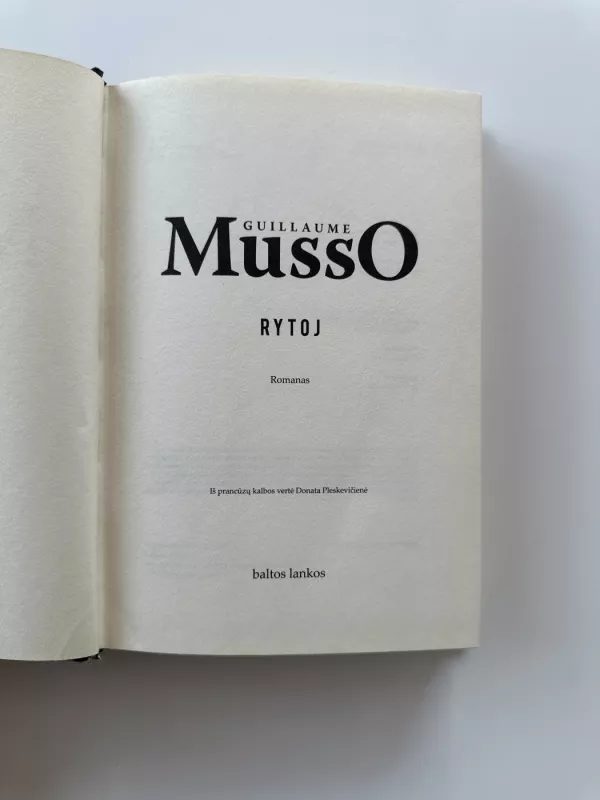 GUILLAUME
MussO
RYTOJ
Romanas
Iš prancūzų kalbos vertė Donata Pleskevičienė
baltos lankos